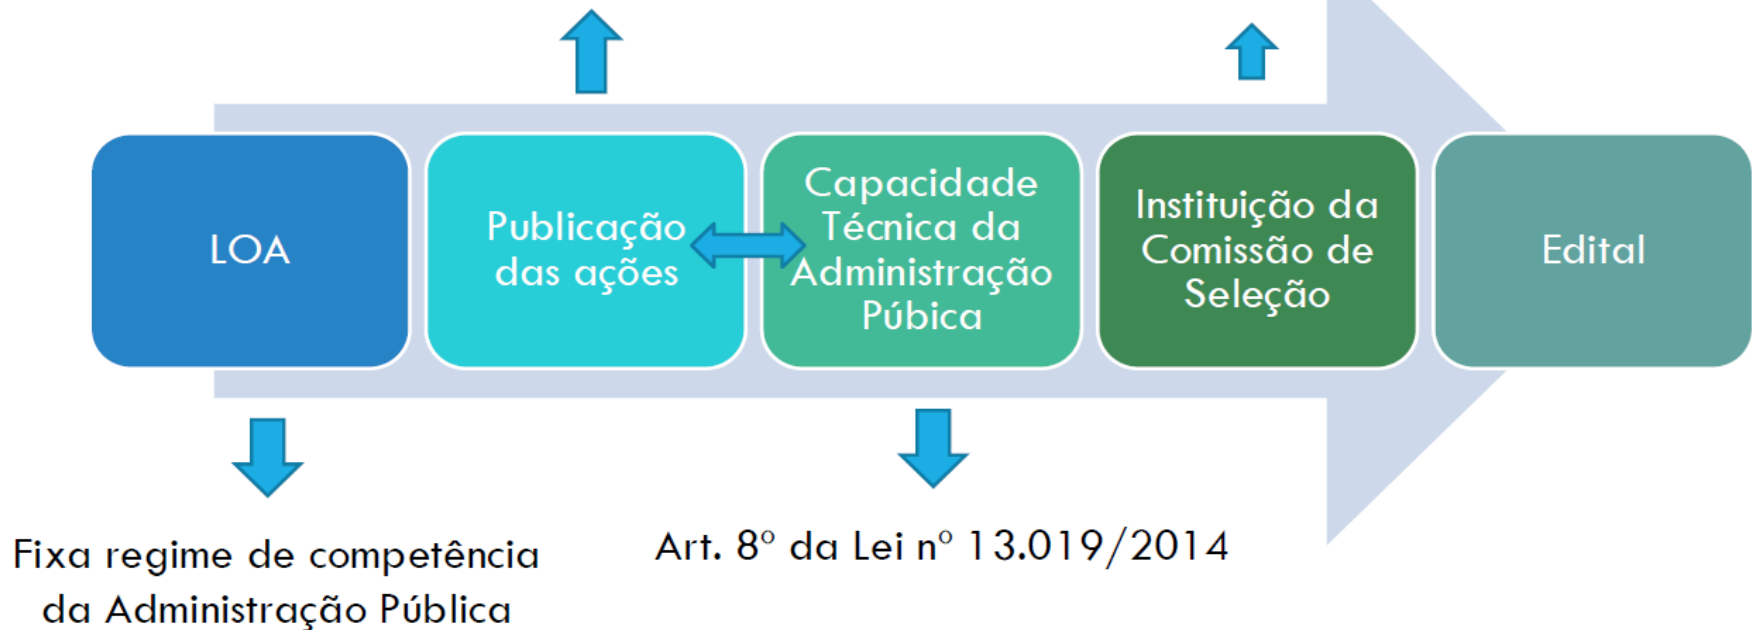 LOA
Publicação
das ações
Capacidade
Técnica da
Administração
Púbica
Instituição da
Comissão de
Seleção
Edital
Fixa regime de competência
da Administração Pública
Art. 8º da Lei nº 13.019/2014